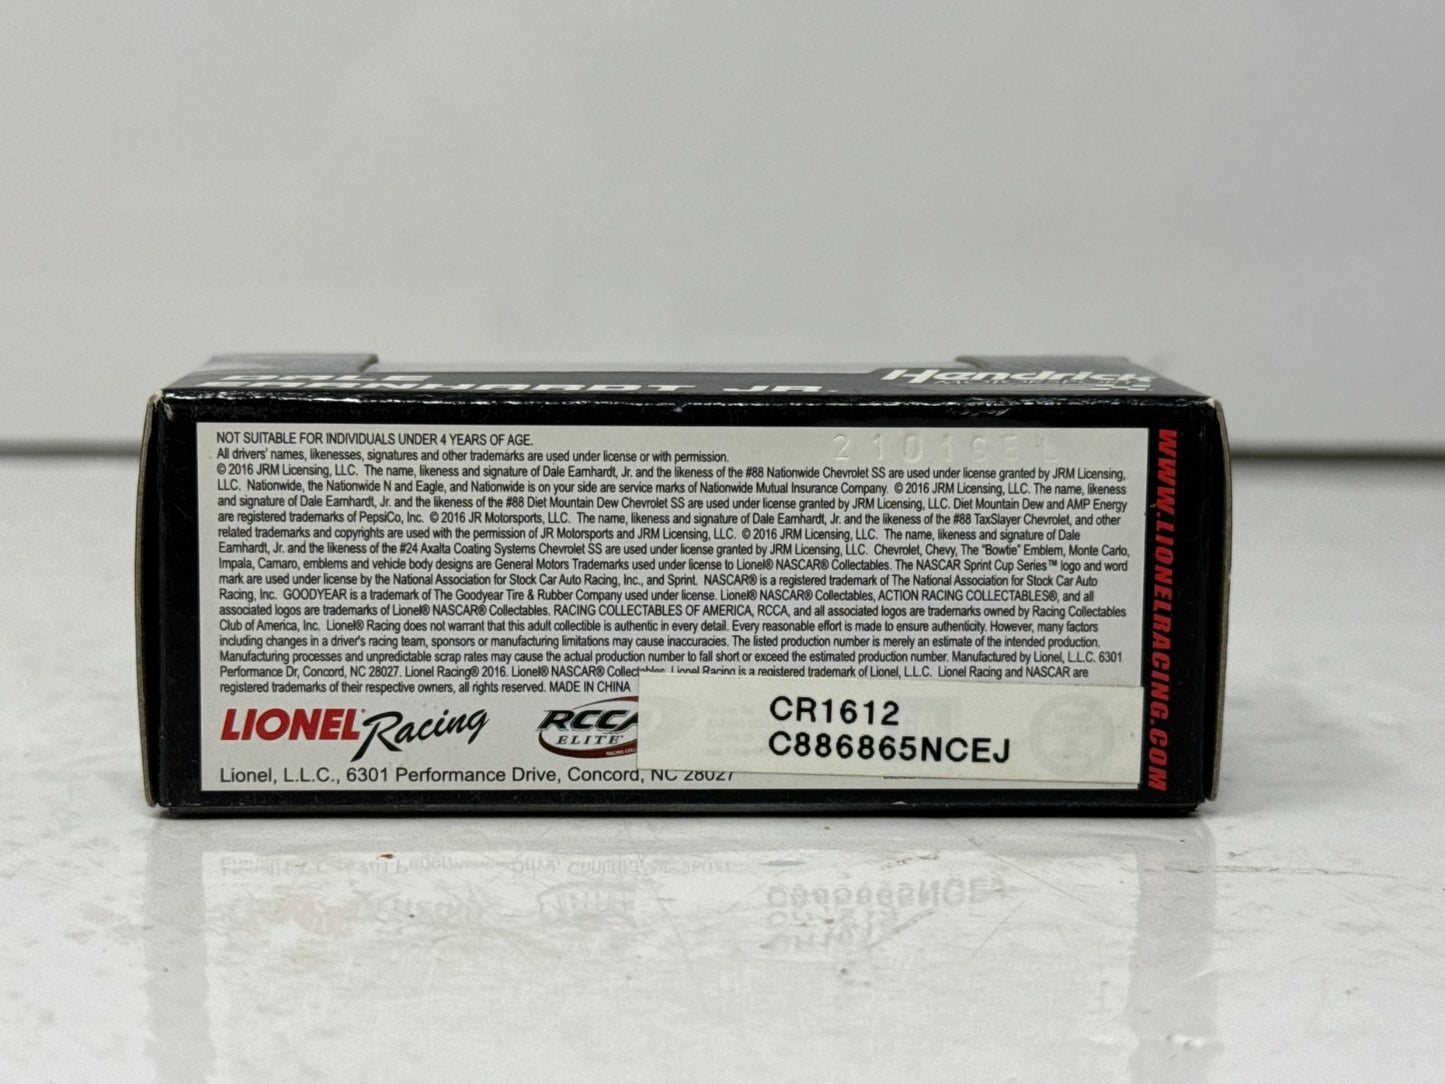 DALE
EARNHARDT JR.
Hendrick
NOT SUITABLE FOR INDIVIDUALS UNDER 4 YEARS OF AGE.
All drivers' names, likenesses, signatures and other trademarks are used under license or with permission.
© 2016 JRM Licensing, LLC. The name, likeness and signature of Dale Earnhardt, Jr. and the likeness of the #88 Nationwide Chevrolet SS are used under license granted by JRM Licensing,
LLC. Nationwide, the Nationwide N and Eagle, and Nationwide is on your side are service marks of Nationwide Mutual Insurance Company. © 2016 JRM Licensing, LLC. The name, likeness
and signature of Dale Earnhardt, Jr. and the likeness of the #88 Diet Mountain Dew Chevrolet SS are used under license granted by JRM Licensing, LLC. Diet Mountain Dew and AMP Energy
are registered trademarks of PepsiCo, Inc. © 2016 JR Motorsports, LLC. The name, likeness and signature of Dale Earnhardt, Jr. and the likeness of the #88 TaxSlayer Chevrolet, and other
related trademarks and copyrights are used with the permission of JR Motorsports and JRM Licensing, LLC. © 2016 JRM Licensing, LLC. The name, likeness and signature of Dale
Earnhardt, Jr. and the likeness of the #24 Axalta Coating Systems Chevrolet SS are used under license granted by JRM Licensing, LLC. Chevrolet, Chevy, The "Bowtie" Emblem, Monte Carlo,
Impala, Camaro, emblems and vehicle body designs are General Motors Trademarks used under license to Lionel® NASCAR® Collectables. The NASCAR Sprint Cup Series™ logo and word
mark are used under license by the National Association for Stock Car Auto Racing, Inc., and Sprint. NASCAR® is a registered trademark of The National Association for Stock Car Auto
Racing, Inc. GOODYEAR is a trademark of The Goodyear Tire & Rubber Company used under license. Lionel® NASCAR® Collectables, ACTION RACING COLLECTABLES®, and all
associated logos are trademarks of Lionel® NASCAR® Collectables. RACING COLLECTABLES OF AMERICA, RCCA, and all associated logos are trademarks owned by Racing Collectables
Club of America, Inc. Lionel® Racing does not warrant that this adult collectible is authentic in every detail. Every reasonable effort is made to ensure authenticity. However, many factors
including changes in a driver's racing team, sponsors or manufacturing limitations may cause inaccuracies. The listed production number is merely an estimate of the intended production.
Manufacturing processes and unpredictable scrap rates may cause the actual production number to fall short or exceed the estimated production number. Manufactured by Lionel, L.L.C. 6301
Performance Dr, Concord, NC 28027. Lionel Racing® 2016. Lionel® NASCAR® Collectables. Lionel Racing is a registered trademark of Lionel, L.L.C. Lionel Racing and NASCAR are
registered trademarks of their respective owners, all rights reserved. MADE IN CHINA
LIONEL Racing
RCCA
ELITE
Lionel, L.L.C., 6301 Performance Drive, Concord, NC 28027
CR1612
C886865NCEJ
WWW.LIONELRACING.COM